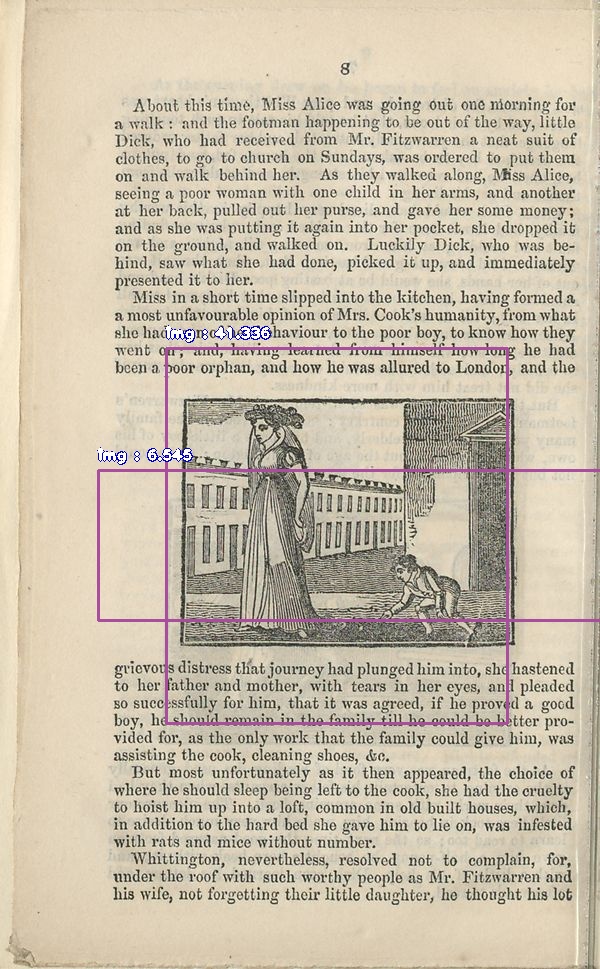 8
About this time, Miss Alice was going out one morning for
a walk : and the footman happening to be out of the way, little
Dick, who had received from Mr. Fitzwarren a neat suit of
clothes, to go to church on Sundays, was ordered to put them
on and walk behind her. As they walked along, Miss Alice,
seeing a poor woman with one child in her arms, and another
at her back, pulled out her purse, and gave her some money;
and as she was putting it again into her pocket, she dropped it
on the ground, and walked on. Luckily Dick, who was be-
hind, saw what she had done, picked it up, and immediately
presented it to her.
Miss in a short time slipped into the kitchen, having formed a
a most unfavourable opinion of Mrs. Cook's humanity, from what
she had haviour to the poor boy, to know how they
img : 41.336
went on; and, having learned from himself how long he had
been a poor orphan, and how he was allured to London, and the
img : 6.545
grievous distress that journey had plunged him into, she hastened
to her father and mother, with tears in her eyes, and pleaded
so successfully for him, that it was agreed, if he proved a good
boy, he should remain in the family till he could be better pro-
vided for, as the only work that the family could give him, was
assisting the cook, cleaning shoes, &c.
But most unfortunately as it then appeared, the choice of
where he should sleep being left to the cook, she had the cruelty
to hoist him up into a loft, common in old built houses, which,
in addition to the hard bed she gave him to lie on, was infested
with rats and mice without number.
Whittington, nevertheless, resolved not to complain, for,
under the roof with such worthy people as Mr. Fitzwarren and
his wife, not forgetting their little daughter, he thought his lot